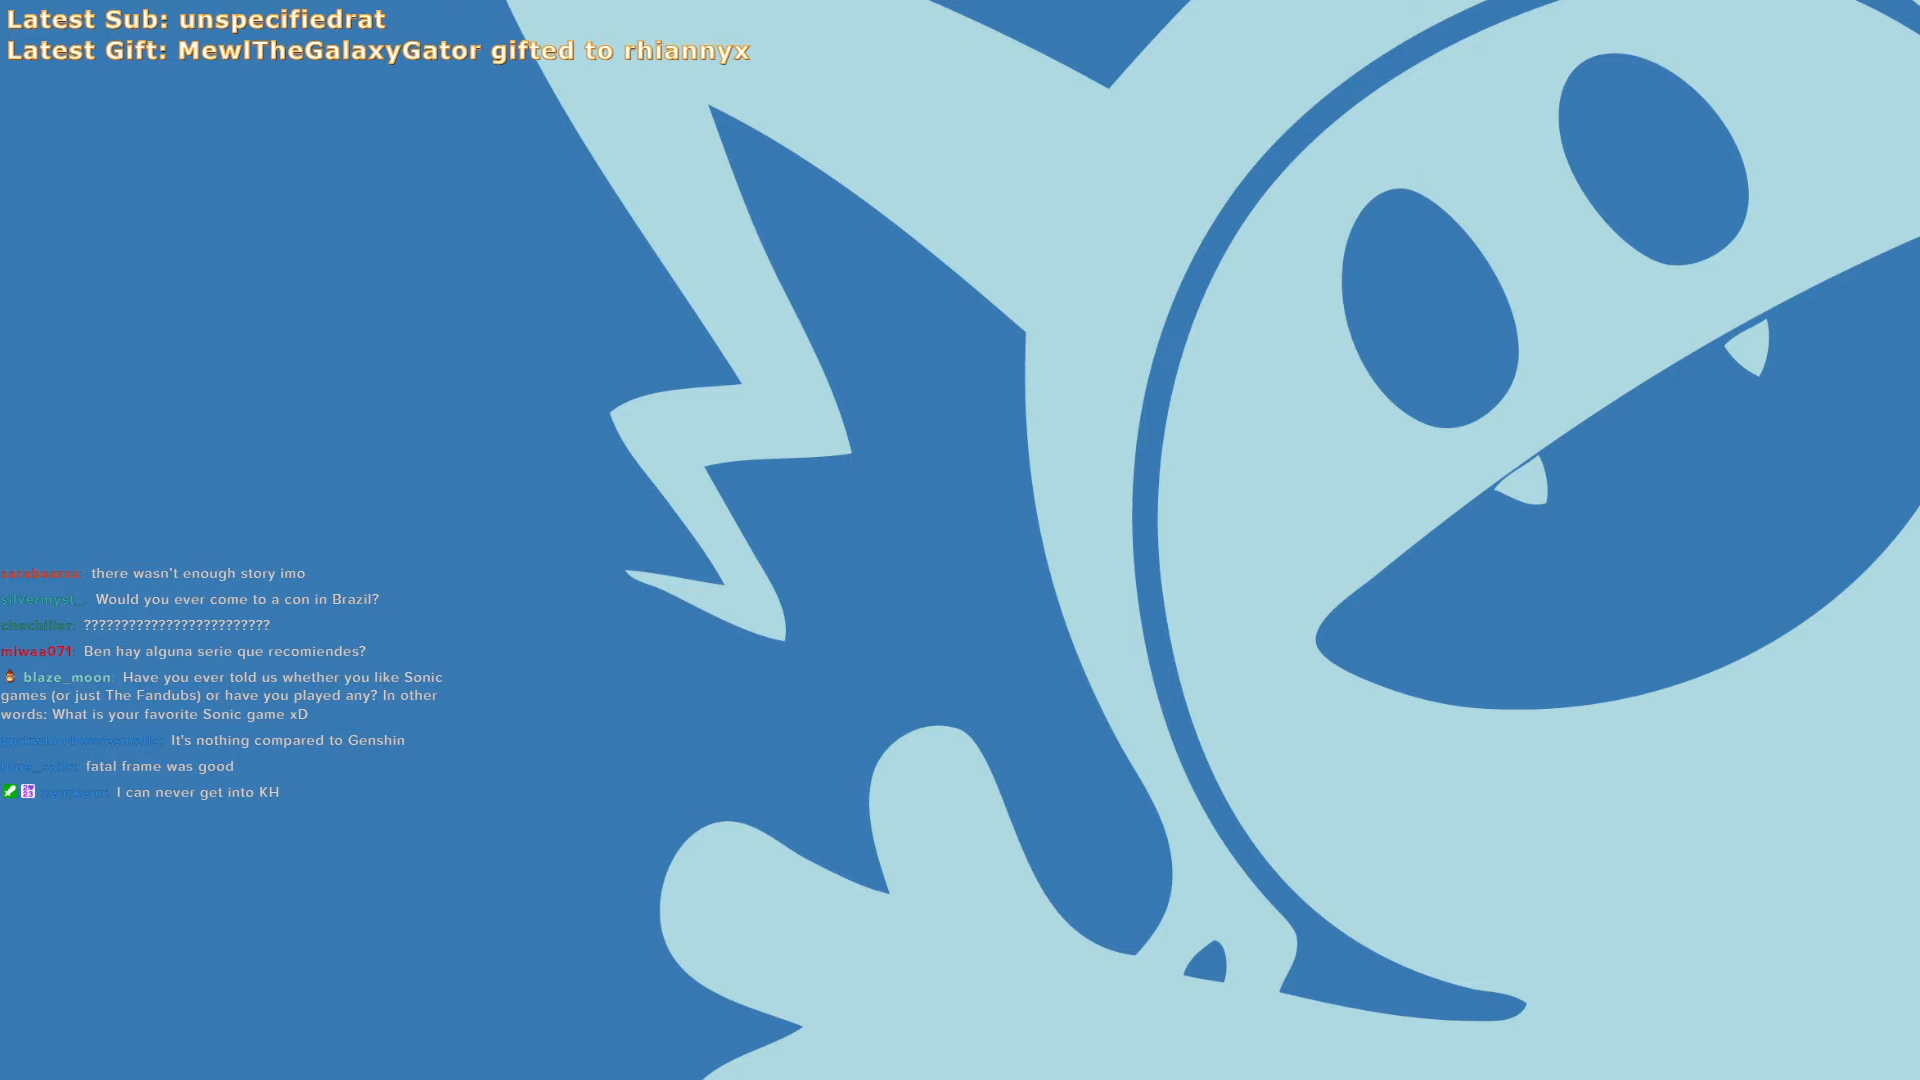 Latest Sub: unspecifiedrat
Latest Gift: MewlTheGalaxyGator gifted to rhiannyx
there wasn't enough story imo
silvermyst_: Would you ever come to a con in Brazil?
chechiller: ?????????????????????????
miwaa071: Ben hay alguna serie que recomiendes?
blaze_moon: Have you ever told us whether you like Sonic
games (or just The Fandubs) or have you played any? In other
words: What is your favorite Sonic game xD
It's nothing compared to Genshin
fatal frame was good
I can never get into KH